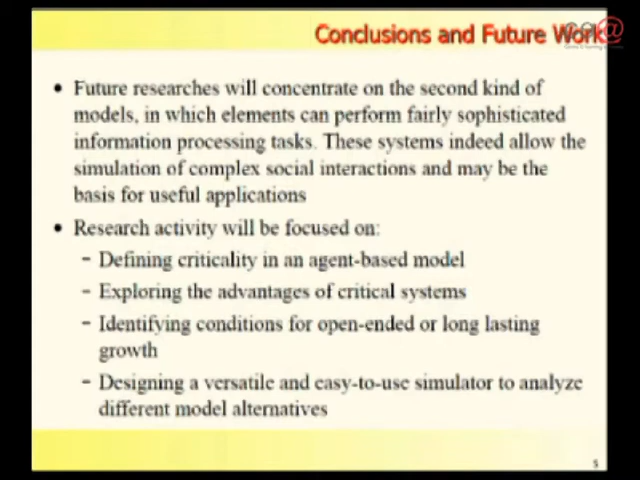 Conclusions and Future Work
• Future researches will concentrate on the second kind of
models, in which elements can perform fairly sophisticated
information processing tasks. These systems indeed allow the
simulation of complex social interactions and may be the
basis for useful applications
• Research activity will be focused on:
– Defining criticality in an agent-based model
– Exploring the advantages of critical systems
– Identifying conditions for open-ended or long lasting
growth
– Designing a versatile and easy-to-use simulator to analyze
different model alternatives
5